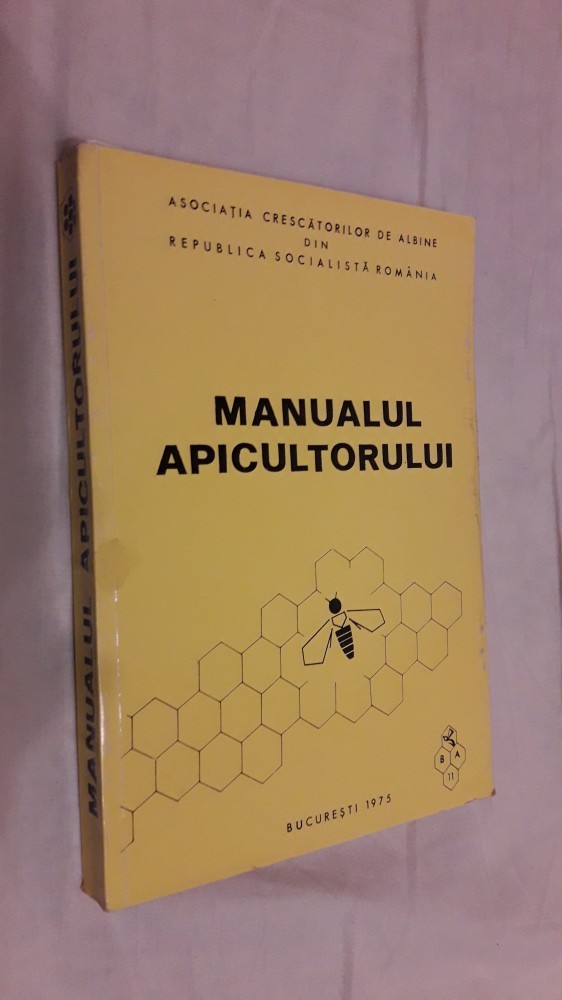 ASOCIAȚIA CRESCĂTORILOR DE ALBINE
DIN
REPUBLICA SOCIALISTĂ ROMÂNIA
MANUALUL
APICULTORULUI
B A
11
BUCUREȘTI 1975
MANUALUL APICULTORULUI